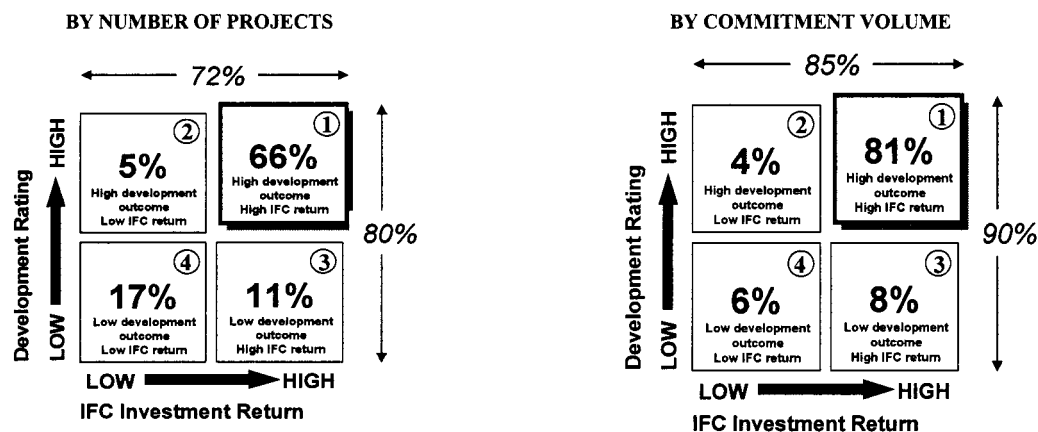 BY NUMBER OF PROJECTS
72%
②
5%
High development
outcome
Low IFC return
①
66%
High development
outcome
High IFC return
④
17%
Low development
outcome
Low IFC return
③
11%
Low development
outcome
High IFC return
80%
Development Rating
LOW
HIGH
LOW
HIGH
IFC Investment Return
BY COMMITMENT VOLUME
85%
②
4%
High development
outcome
Low IFC return
①
81%
High development
outcome
High IFC return
④
6%
Low development
outcome
Low IFC return
③
8%
Low development
outcome
High IFC return
90%
Development Rating
LOW
HIGH
LOW
HIGH
IFC Investment Return